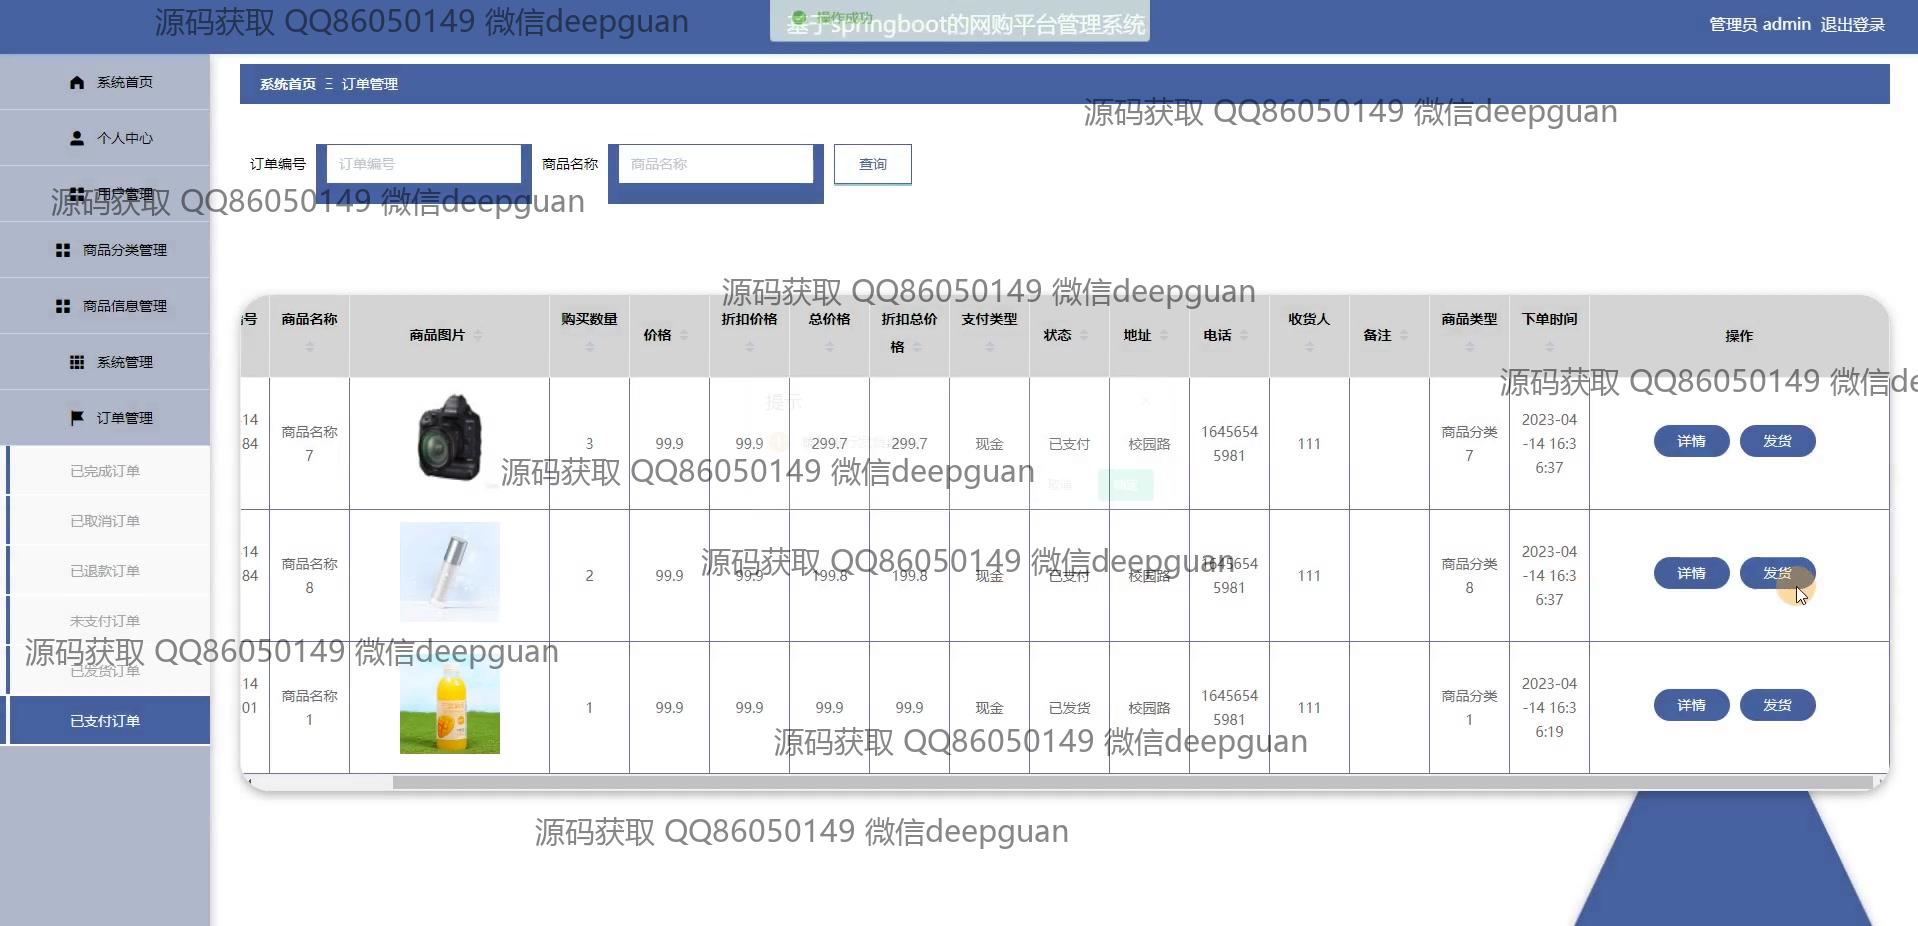 源码获取 QQ86050149 微信deepguan
操作成功
基于springboot的网购平台管理系统
管理员 admin 退出登录
系统首页
个人中心
用户管理
商品分类管理
商品信息管理
系统管理
订单管理
已完成订单
已取消订单
已退款订单
未支付订单
已发货订单
已支付订单
系统首页 Ξ 订单管理
源码获取 QQ86050149 微信deepguan
订单编号 订单编号 商品名称 商品名称 查询
源码获取 QQ86050149 微信deepguan
源码获取 QQ86050149 微信deepguan
号 商品名称 商品图片 购买数量 价格 折扣价格 总价格 折扣总价格 支付类型 状态 地址 电话 收货人 备注 商品类型 下单时间 操作
源码获取 QQ86050149 微信de
提示
14 84 商品名称7 3 99.9 99.9 299.7 299.7 现金 已支付 校园路 16456545981 111 商品分类7 2023-04-14 16:36:37 详情 发货
源码获取 QQ86050149 微信deepguan
取消 确定
14 84 商品名称8 2 99.9 99.9 199.8 199.8 现金 已支付 校园路 16456545981 111 商品分类8 2023-04-14 16:36:37 详情 发货
源码获取 QQ86050149 微信deepguan
源码获取 QQ86050149 微信deepguan
14 01 商品名称1 1 99.9 99.9 99.9 99.9 现金 已发货 校园路 16456545981 111 商品分类1 2023-04-14 16:36:19 详情 发货
源码获取 QQ86050149 微信deepguan
源码获取 QQ86050149 微信deepguan